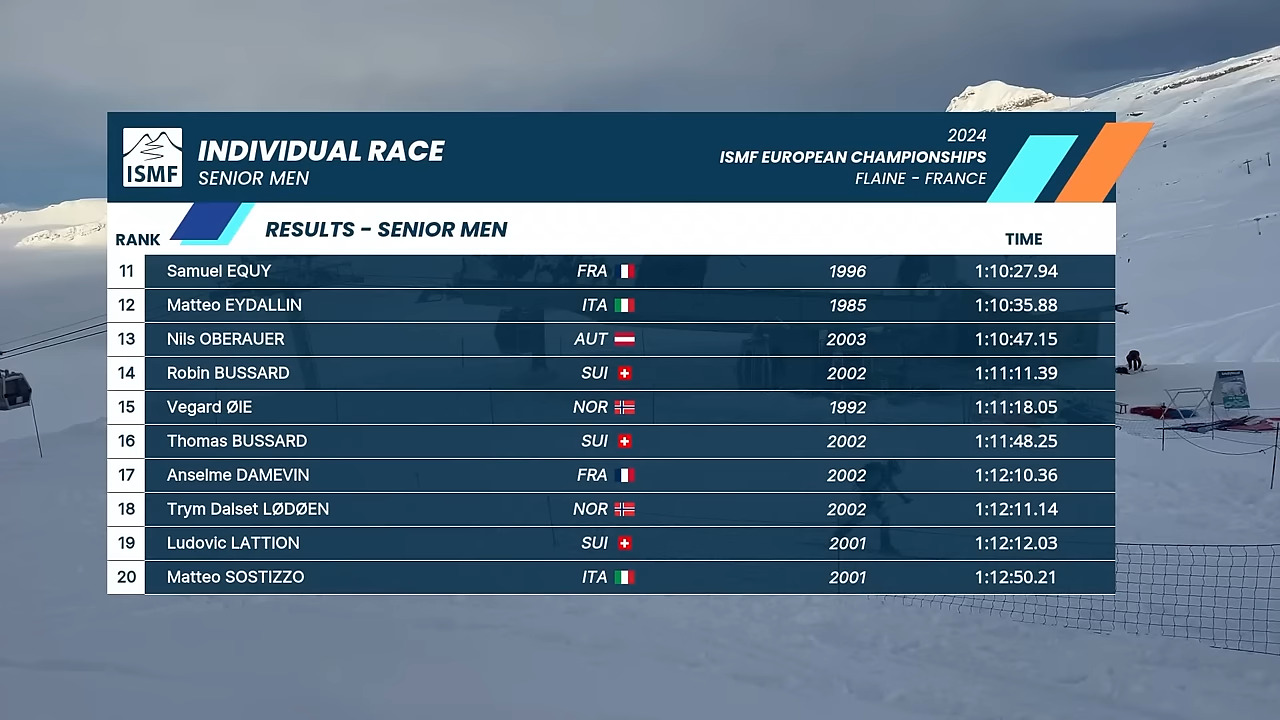 ISMF
INDIVIDUAL RACE
SENIOR MEN
2024
ISMF EUROPEAN CHAMPIONSHIPS
FLAINE - FRANCE
RANK
RESULTS - SENIOR MEN
TIME
11 Samuel EQUY FRA 1996 1:10:27.94
12 Matteo EYDALLIN ITA 1985 1:10:35.88
13 Nils OBERAUER AUT 2003 1:10:47.15
14 Robin BUSSARD SUI 2002 1:11:11.39
15 Vegard ØIE NOR 1992 1:11:18.05
16 Thomas BUSSARD SUI 2002 1:11:48.25
17 Anselme DAMEVIN FRA 2002 1:12:10.36
18 Trym Dalset LØDØEN NOR 2002 1:12:11.14
19 Ludovic LATTION SUI 2001 1:12:12.03
20 Matteo SOSTIZZO ITA 2001 1:12:50.21